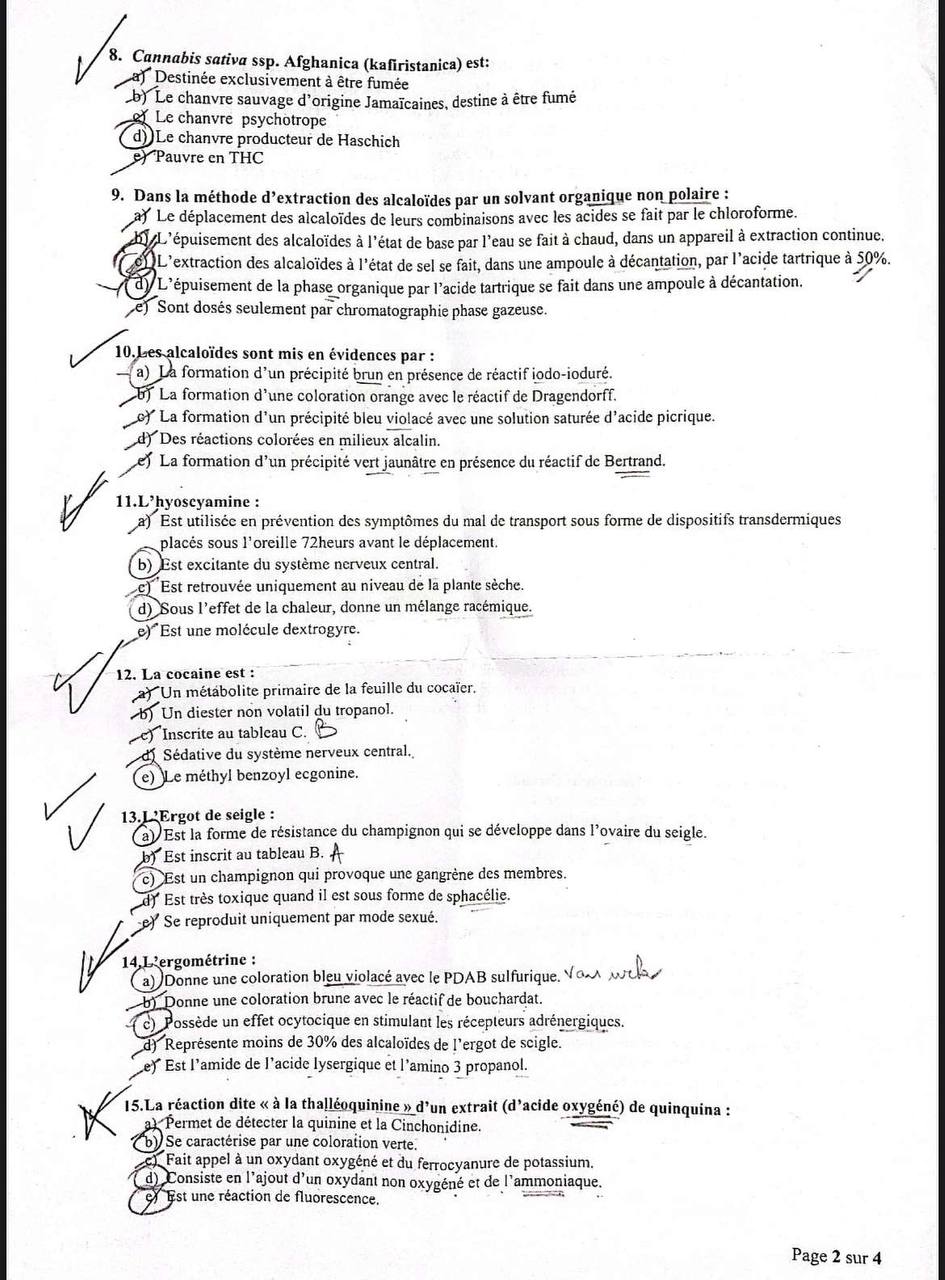 8. Cannabis sativa ssp. Afghanica (kafiristanica) est:
a) Destinée exclusivement à être fumée
b) Le chanvre sauvage d'origine Jamaïcaines, destine à être fumé
c) Le chanvre psychotrope
d) Le chanvre producteur de Haschich
e) Pauvre en THC
9. Dans la méthode d'extraction des alcaloïdes par un solvant organique non polaire :
a) Le déplacement des alcaloïdes de leurs combinaisons avec les acides se fait par le chloroforme.
b) L'épuisement des alcaloïdes à l'état de base par l'eau se fait à chaud, dans un appareil à extraction continue.
c) L'extraction des alcaloïdes à l'état de sel se fait, dans une ampoule à décantation, par l'acide tartrique à 50%.
d) L'épuisement de la phase organique par l'acide tartrique se fait dans une ampoule à décantation.
e) Sont dosés seulement par chromatographie phase gazeuse.
10.Les alcaloïdes sont mis en évidences par :
a) La formation d'un précipité brun en présence de réactif iodo-ioduré.
b) La formation d'une coloration orange avec le réactif de Dragendorff.
c) La formation d'un précipité bleu violacé avec une solution saturée d'acide picrique.
d) Des réactions colorées en milieux alcalin.
e) La formation d'un précipité vert jaunâtre en présence du réactif de Bertrand.
11.L'hyoscyamine :
a) Est utilisée en prévention des symptômes du mal de transport sous forme de dispositifs transdermiques
placés sous l'oreille 72heurs avant le déplacement.
b) Est excitante du système nerveux central.
c) Est retrouvée uniquement au niveau de la plante sèche.
d) Sous l'effet de la chaleur, donne un mélange racémique.
e) Est une molécule dextrogyre.
12. La cocaine est :
a) Un métabolite primaire de la feuille du cocaïer.
b) Un diester non volatil du tropanol.
c) Inscrite au tableau C. B
d) Sédative du système nerveux central.
e) Le méthyl benzoyl ecgonine.
13.L'Ergot de seigle :
a) Est la forme de résistance du champignon qui se développe dans l'ovaire du seigle.
b) Est inscrit au tableau B. A
c) Est un champignon qui provoque une gangrène des membres.
d) Est très toxique quand il est sous forme de sphacélie.
e) Se reproduit uniquement par mode sexué.
14.L'ergométrine :
a) Donne une coloration bleu violacé avec le PDAB sulfurique. Van
b) Donne une coloration brune avec le réactif de bouchardat.
c) Possède un effet ocytocique en stimulant les récepteurs adrénergiques.
d) Représente moins de 30% des alcaloïdes de l'ergot de seigle.
e) Est l'amide de l'acide lysergique et l'amino 3 propanol.
15.La réaction dite « à la thalléoquinine » d'un extrait (d'acide oxygéné) de quinquina :
a) Permet de détecter la quinine et la Cinchonidine.
b) Se caractérise par une coloration verte.
c) Fait appel à un oxydant oxygéné et du ferrocyanure de potassium.
d) Consiste en l'ajout d'un oxydant non oxygéné et de l'ammoniaque.
e) Est une réaction de fluorescence.
Page 2 sur 4